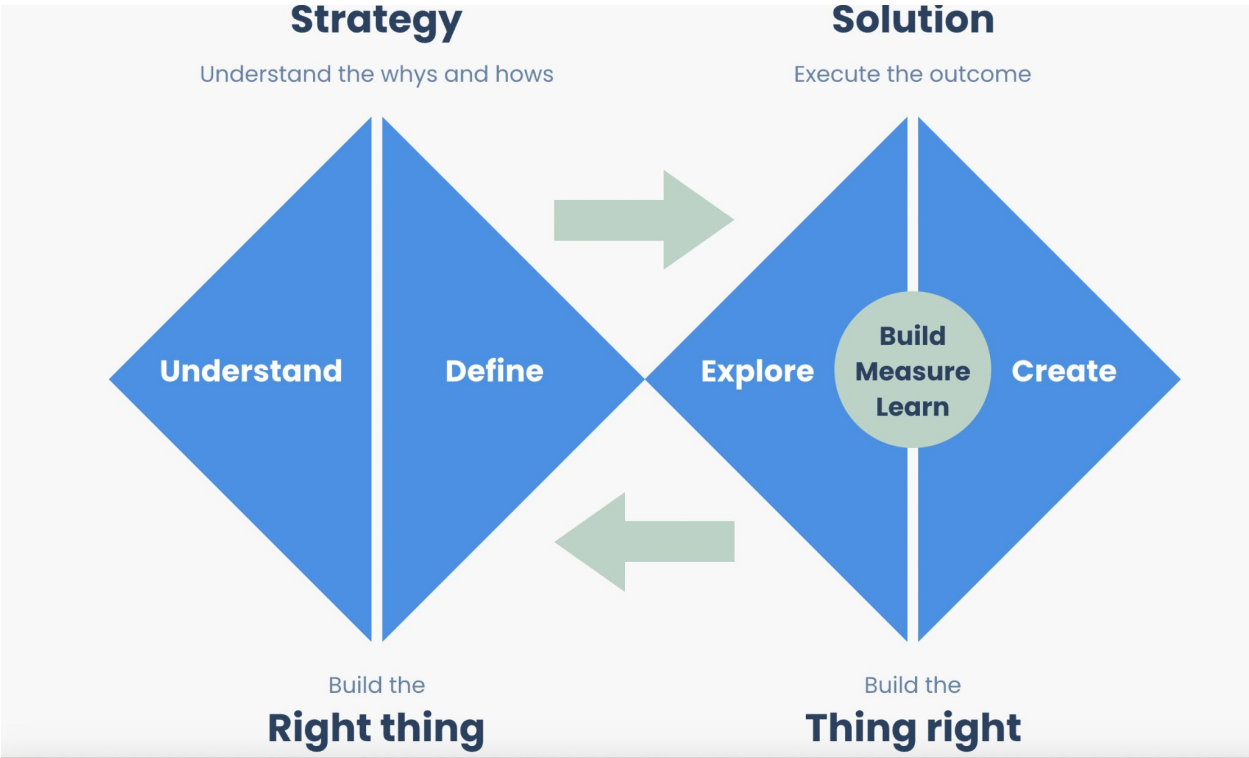 Strategy
Understand the whys and hows
Solution
Execute the outcome
Understand
Define
Explore
Build
Measure
Learn
Create
Build the
Right thing
Build the
Thing right